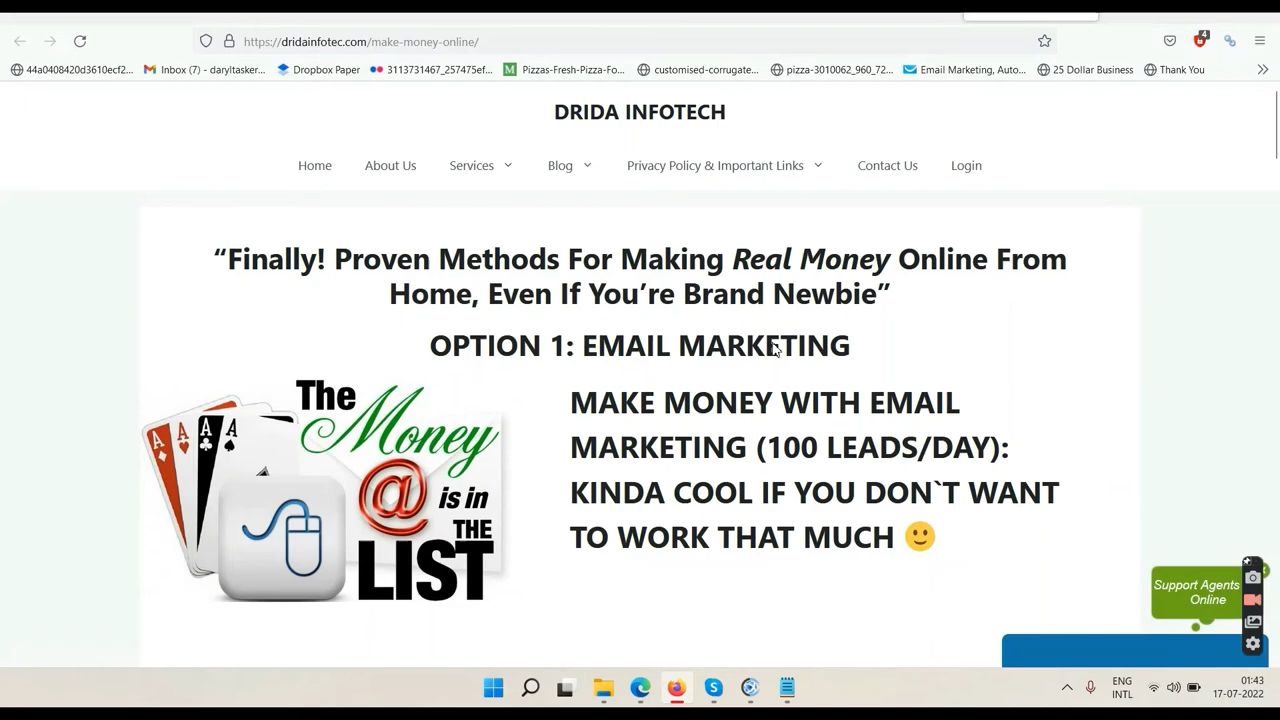 https://dridainfotec.com/make-money-online/
4
44a0408420d3610ecf2... Inbox (7) - daryltasker... Dropbox Paper 3113731467_257475ef... Pizzas-Fresh-Pizza-Fo... customised-corrugate... pizza-3010062_960_72... Email Marketing, Auto... 25 Dollar Business Thank You
DRIDA INFOTECH
Home About Us Services Blog Privacy Policy & Important Links Contact Us Login
“Finally! Proven Methods For Making Real Money Online From
Home, Even If You’re Brand Newbie”
OPTION 1: EMAIL MARKETING
The
Money
@ is in
THE
LIST
A A A A
MAKE MONEY WITH EMAIL
MARKETING (100 LEADS/DAY):
KINDA COOL IF YOU DON`T WANT
TO WORK THAT MUCH 🙂
Support Agents
Online
ENG
INTL
01:43
17-07-2022